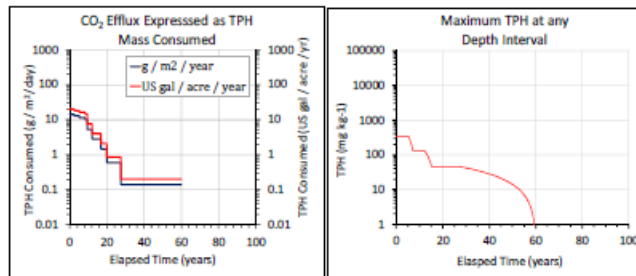 CO₂ Efflux Expresssed as TPH
Mass Consumed
TPH Consumed (g / m²/day)
1000
100
10
1
0.1
0.01
g / m2 / year
US gal / acre / year
1000
100
10
1
0.1
0.01
TPH Consumed (US gal / acre /yr)
0 20 40 60 80 100
Elapsed Time (years)
Maximum TPH at any
Depth Interval
TPH (mg kg-1)
100000
10000
1000
100
10
1
0 20 40 60 80 100
Elasped Time (years)